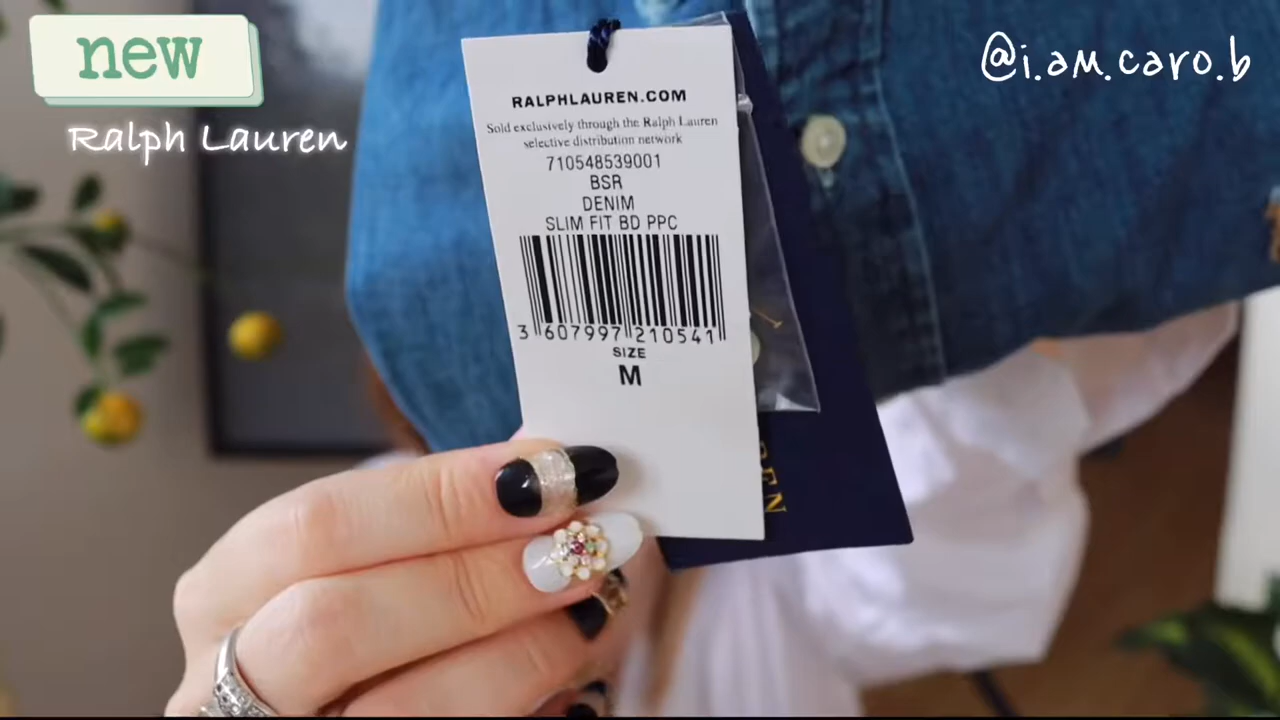 new
Ralph Lauren
@i.am.caro.b
RALPHLAUREN.COM
Sold exclusively through the Ralph Lauren
selective distribution network
710548539001
BSR
DENIM
SLIM FIT BD PPC
3 607997 210541
SIZE
M
REN